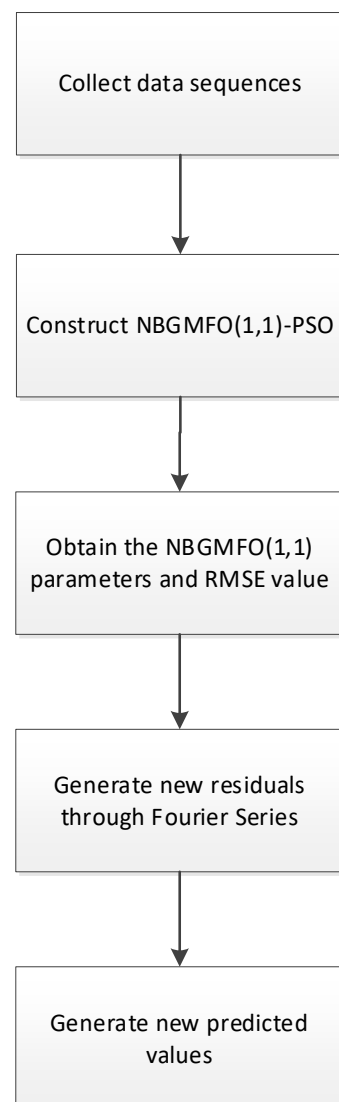 Collect data sequences
Construct NBGMFO(1,1)-PSO
Obtain the NBGMFO(1,1)
parameters and RMSE value
Generate new residuals
through Fourier Series
Generate new predicted
values